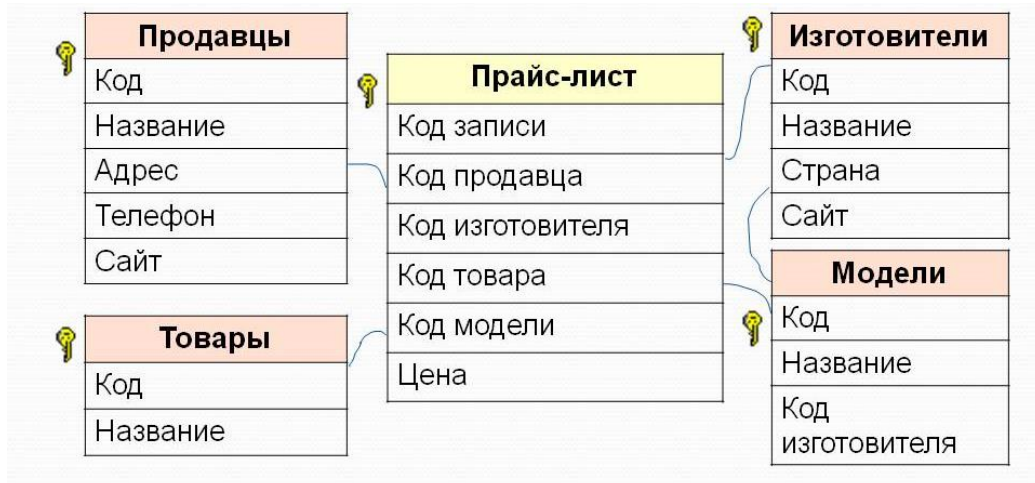 Продавцы
Код
Название
Адрес
Телефон
Сайт
Товары
Код
Название
Прайс-лист
Код записи
Код продавца
Код изготовителя
Код товара
Код модели
Цена
Изготовители
Код
Название
Страна
Сайт
Модели
Код
Название
Код
изготовителя